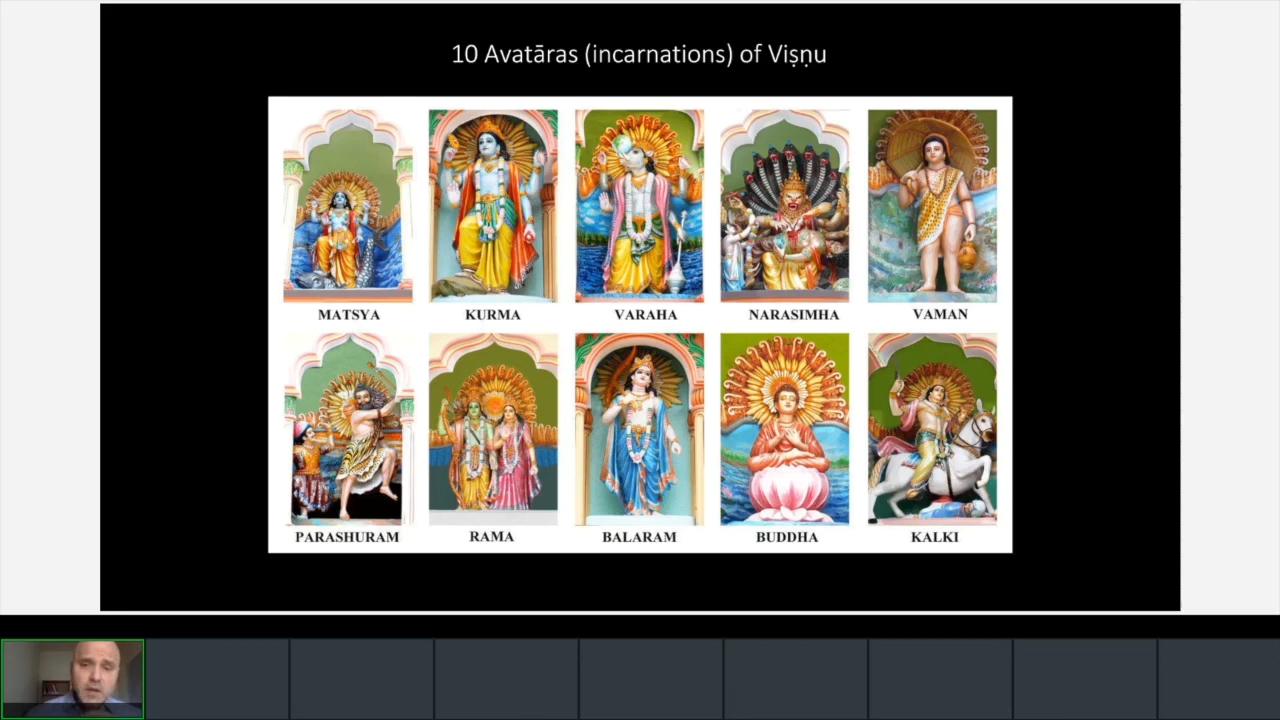 10 Avatāras (incarnations) of Viṣṇu
MATSYA KURMA VARAHA NARASIMHA VAMAN
PARASHURAM RAMA BALARAM BUDDHA KALKI